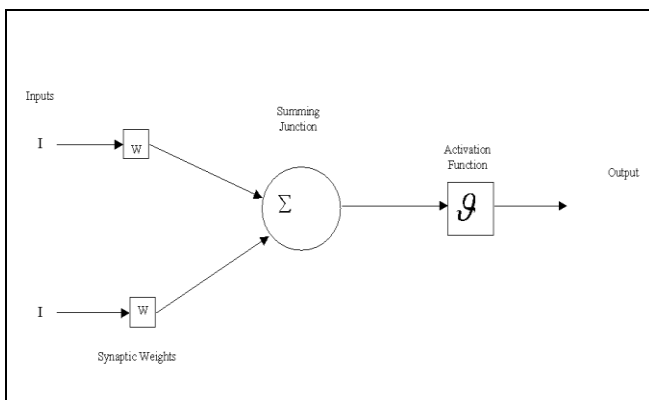 Inputs
Summing
Junction
I
W
Activation
Function
Output
Σ
ϑ
I
W
Synaptic Weights